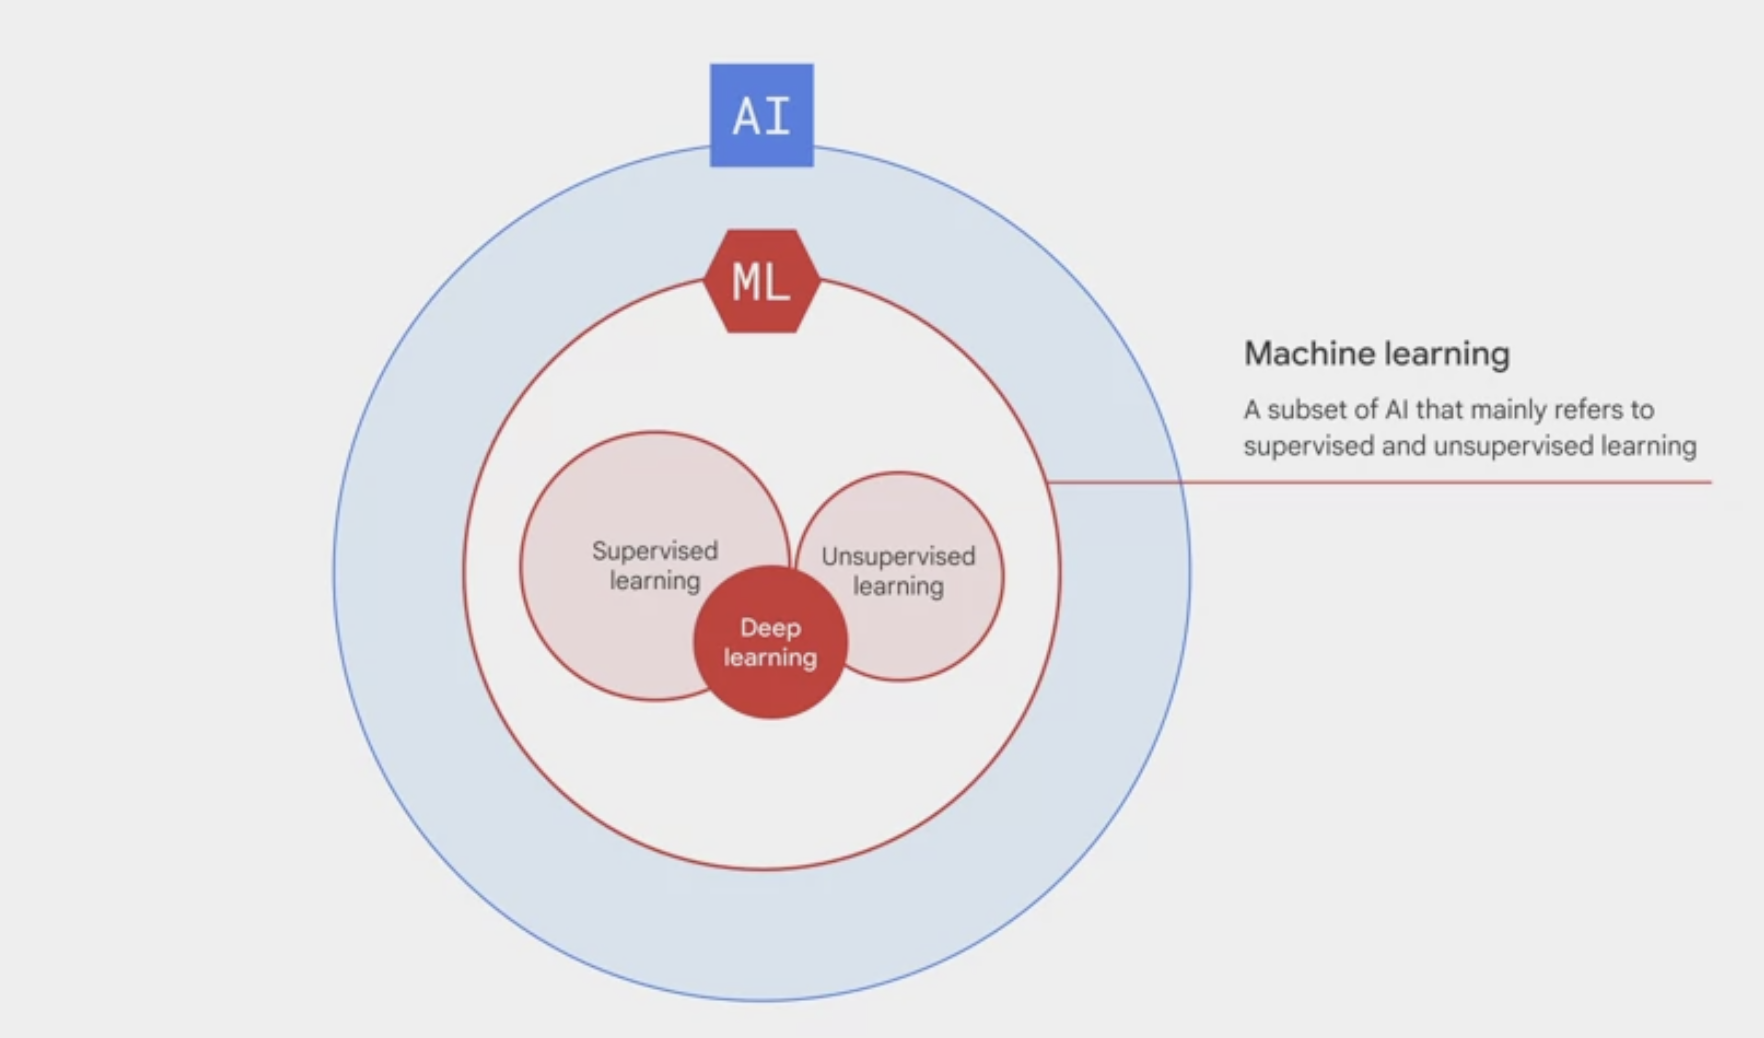 AI
ML
Machine learning
A subset of AI that mainly refers to
supervised and unsupervised learning
Supervised
learning
Unsupervised
learning
Deep
learning